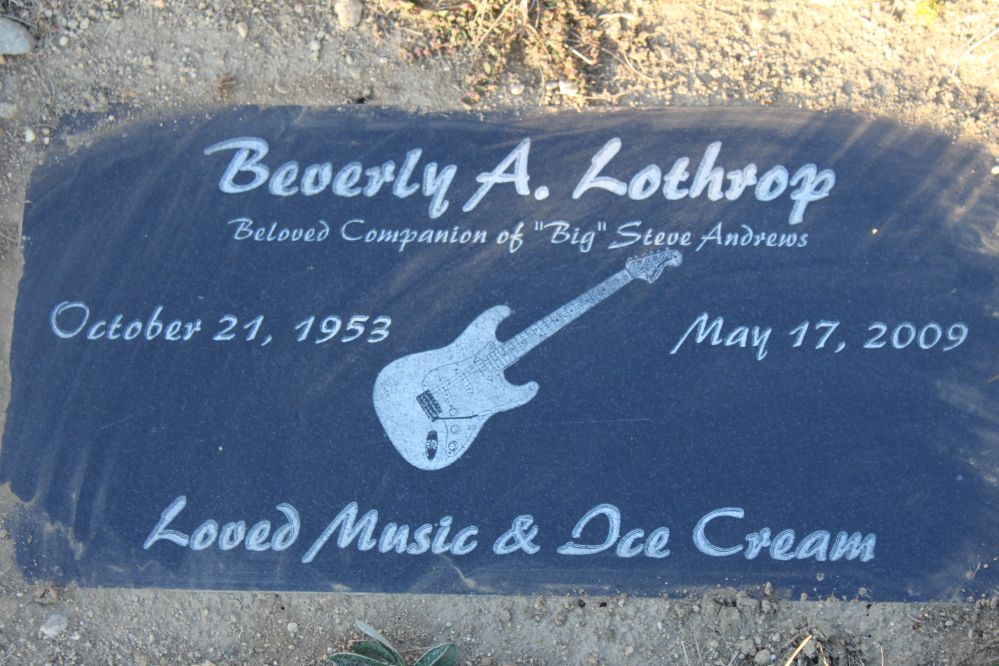 Beverly A. Lothrop
Beloved Companion of "Big" Steve Andrews
October 21, 1953
May 17, 2009
Loved Music & Ice Cream